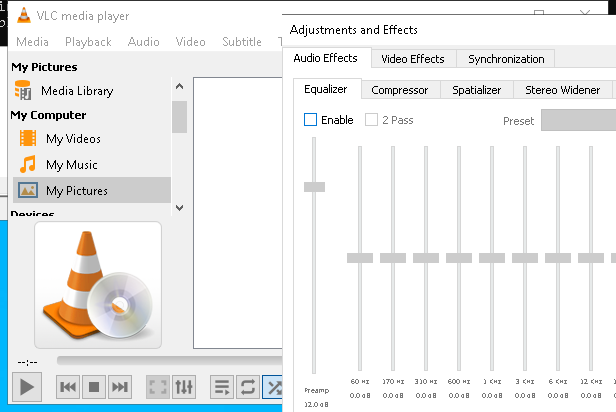 VLC media player
Media Playback Audio Video Subtitle
My Pictures
Media Library
My Computer
My Videos
My Music
My Pictures
Devices
--:--
Adjustments and Effects
Audio Effects Video Effects Synchronization
Equalizer Compressor Spatializer Stereo Widener
Enable 2 Pass Preset
60 Hz 170 Hz 310 Hz 600 Hz 1 KHz 3 KHz 6 KHz 12
0.0 dB 0.0 dB 0.0 dB 0.0 dB 0.0 dB 0.0 dB 0.0 dB 0.0
Preamp
12.0 dB